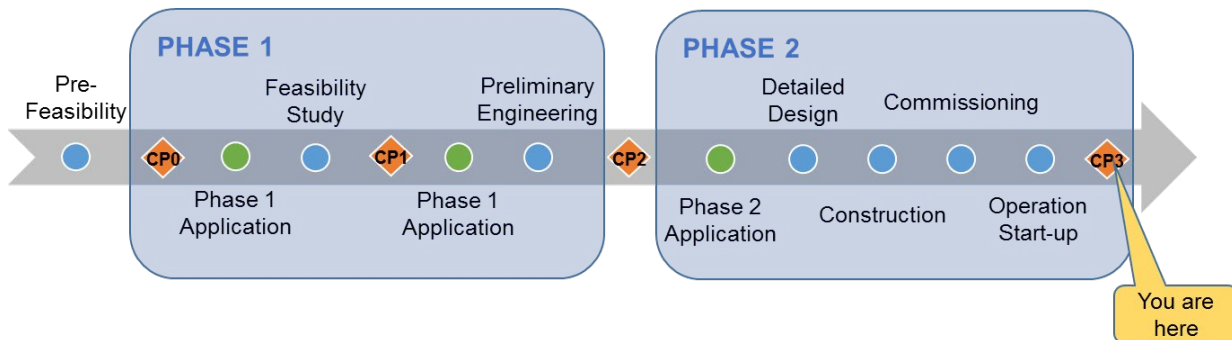 PHASE 1
PHASE 2
Pre-
Feasibility
Feasibility
Study
Preliminary
Engineering
Detailed
Design
Commissioning
CP0
CP1
CP2
CP3
Phase 1
Application
Phase 1
Application
Phase 2
Application
Construction
Operation
Start-up
You are
here